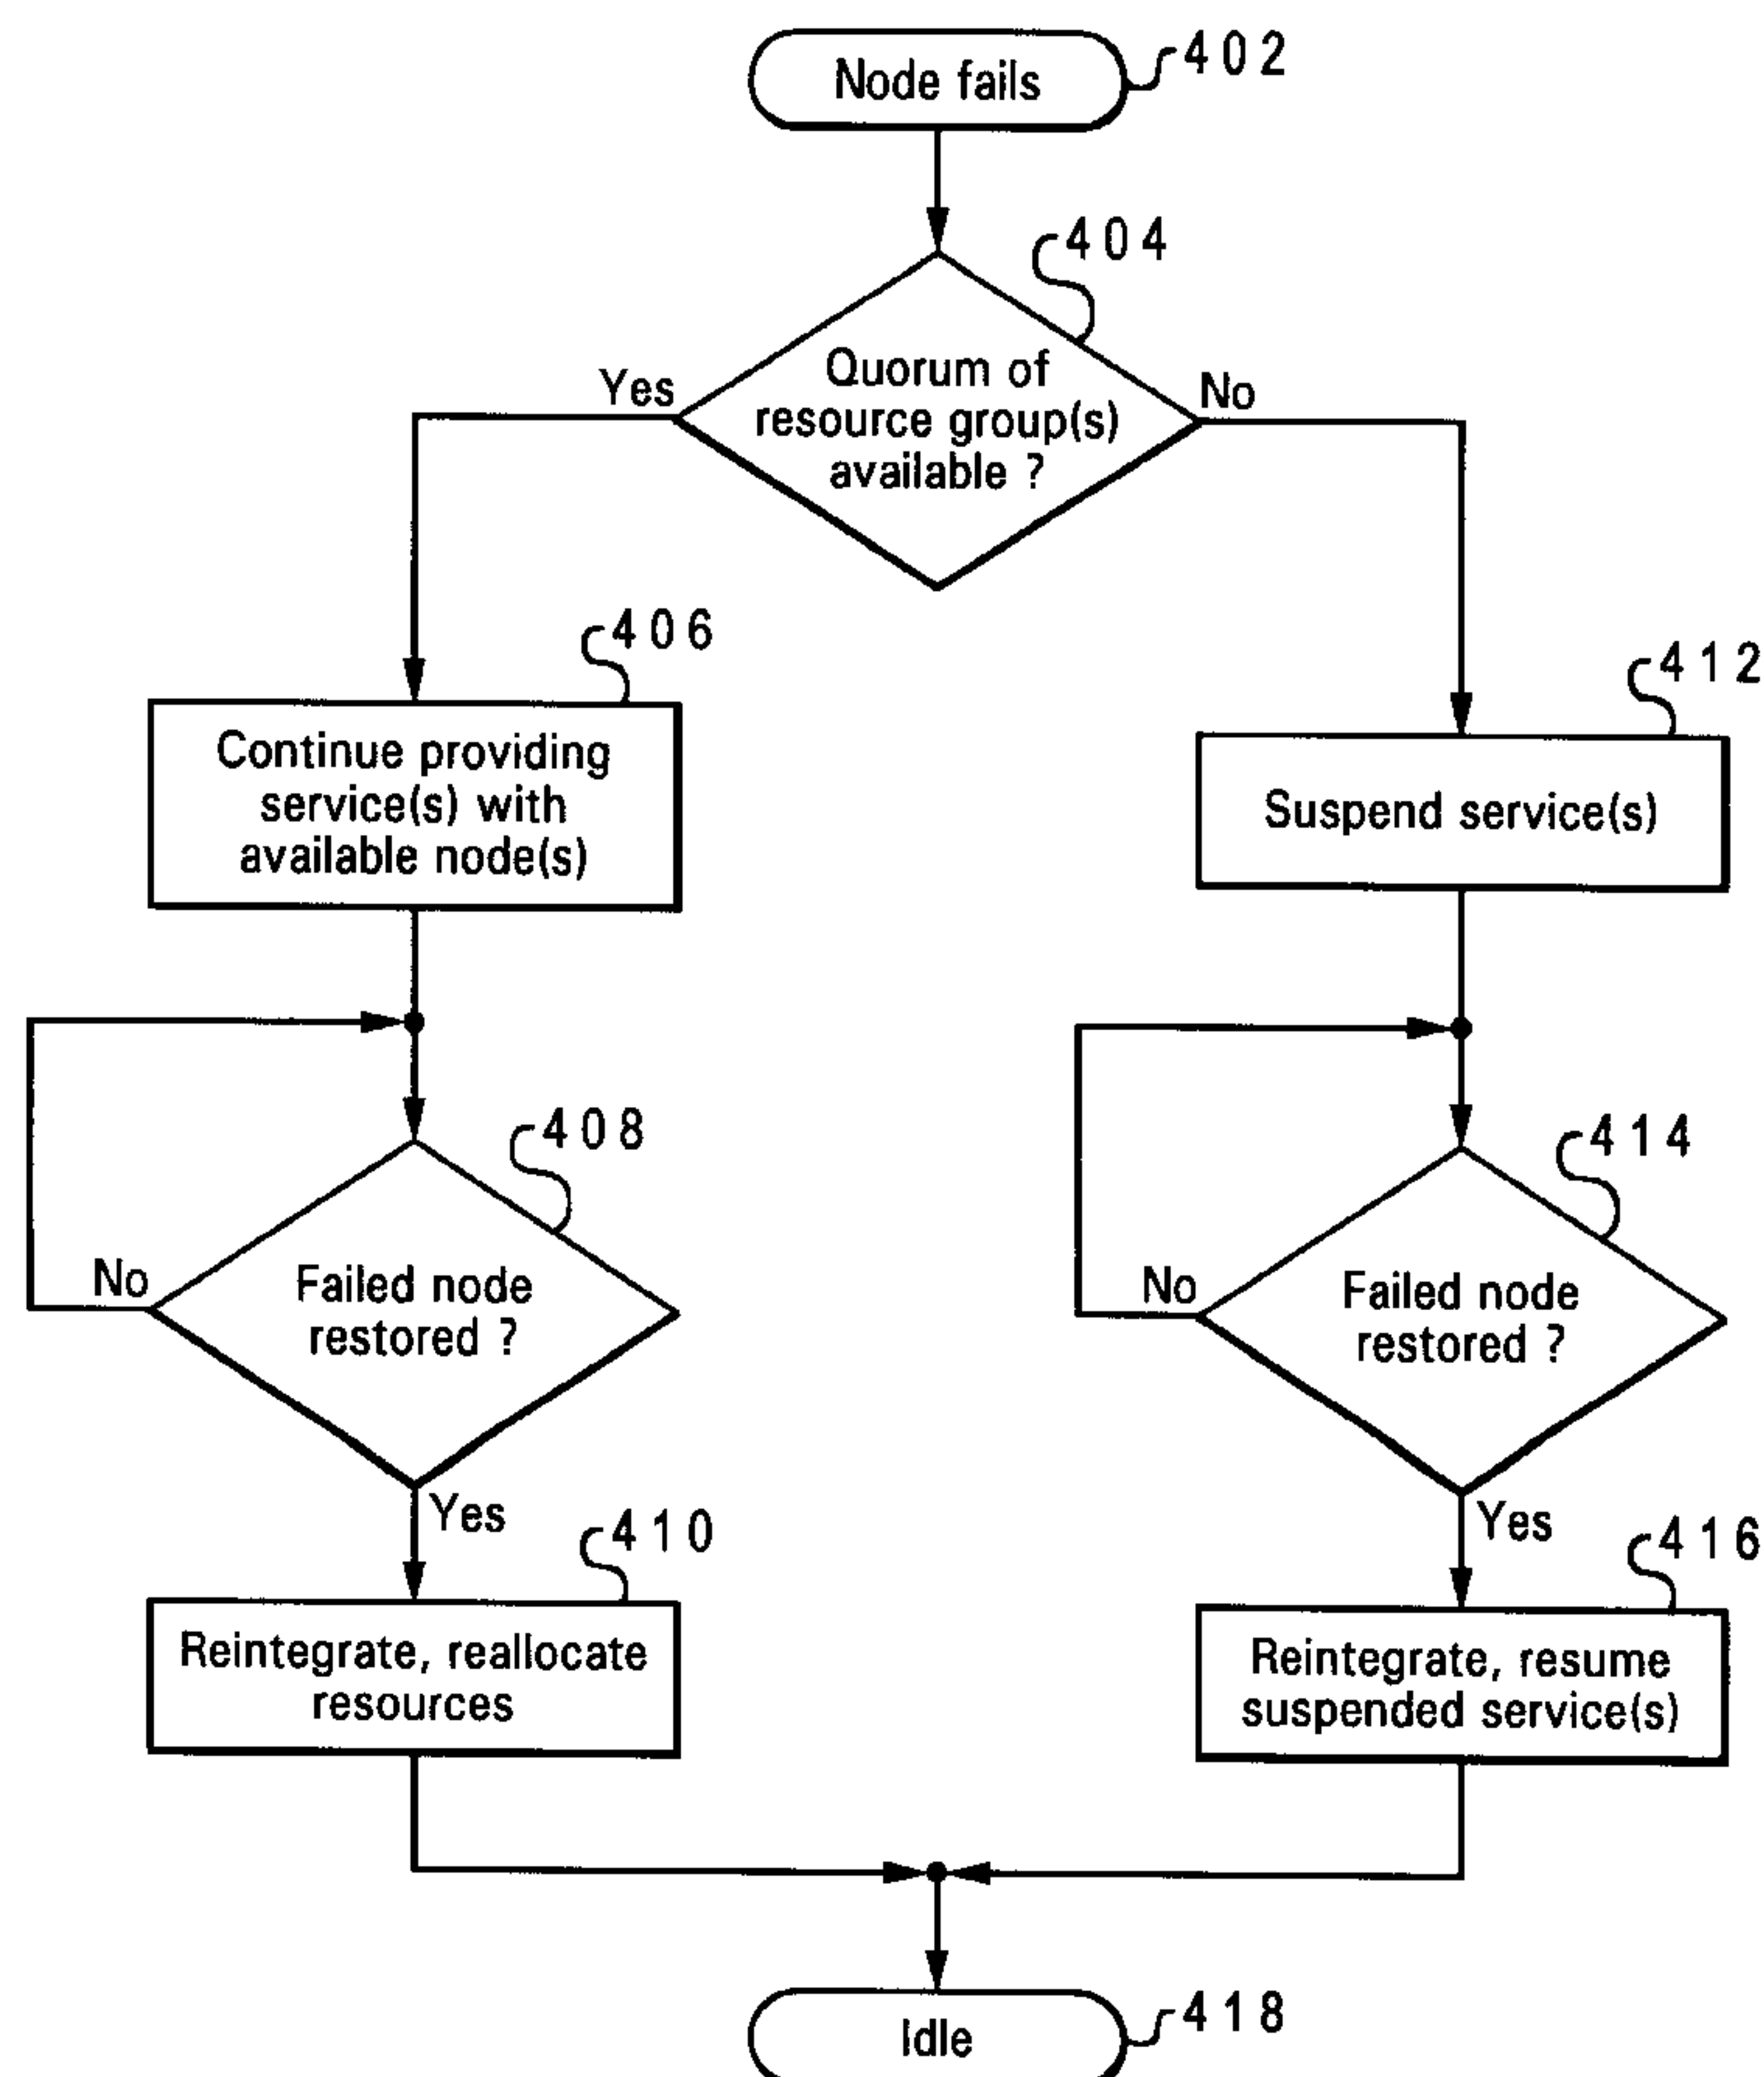 Node fails
402
404
Quorum of
resource group(s)
available ?
Yes
No
406
Continue providing
service(s) with
available node(s)
412
Suspend service(s)
408
Failed node
restored ?
No
Yes
414
Failed node
restored ?
No
Yes
410
Reintegrate, reallocate
resources
416
Reintegrate, resume
suspended service(s)
Idle
418